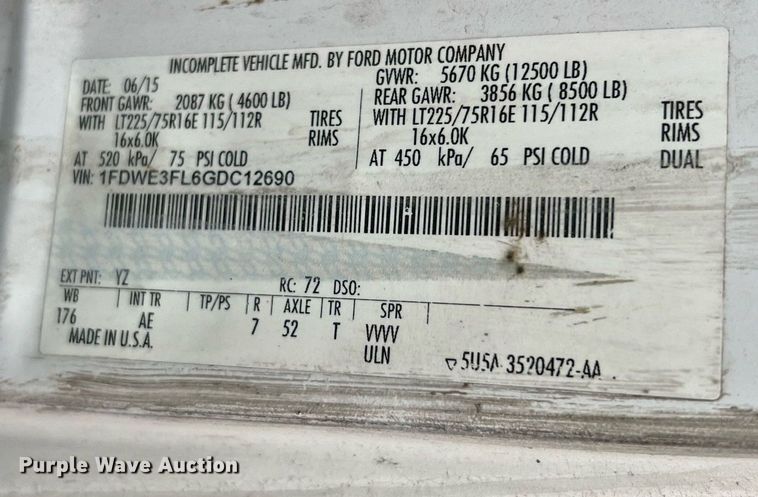 INCOMPLETE VEHICLE MFD. BY FORD MOTOR COMPANY
DATE: 06/15 GVWR: 5670 KG (12500 LB)
FRONT GAWR: 2087 KG ( 4600 LB) REAR GAWR: 3856 KG ( 8500 LB)
WITH LT225/75R16E 115/112R TIRES WITH LT225/75R16E 115/112R TIRES
16x6.0K RIMS 16x6.0K RIMS
AT 520 kPa/ 75 PSI COLD AT 450 kPa/ 65 PSI COLD DUAL
VIN: 1FDWE3FL6GDC12690
EXT PNT: YZ RC: 72 DSO:
WB INT TR TP/PS R AXLE TR SPR
176 AE 7 52 T VVVV
MADE IN U.S.A. ULN
▽5U5A-3520472-AA
Purple Wave Auction